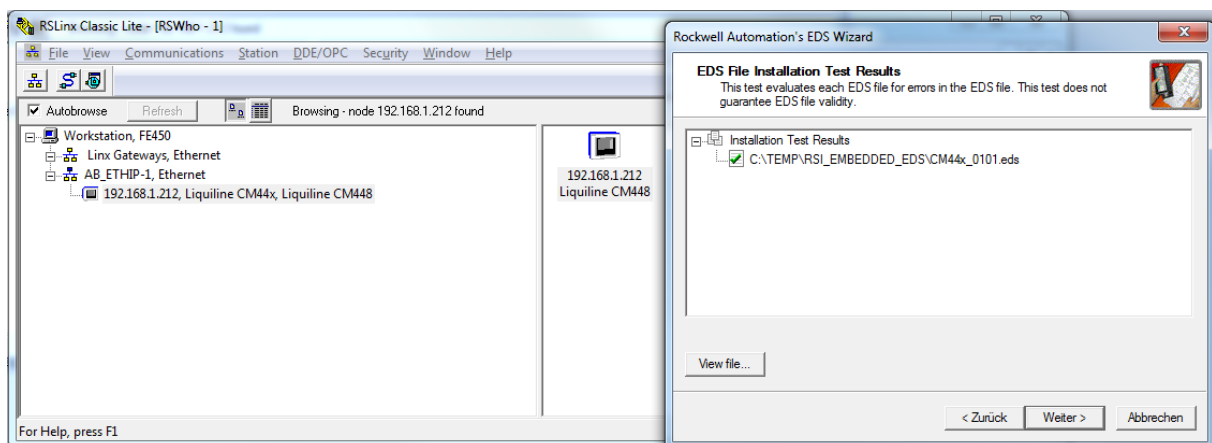 RSLinx Classic Lite - [RSWho - 1]
File View Communications Station DDE/OPC Security Window Help
Autobrowse Refresh Browsing - node 192.168.1.212 found
Workstation, FE450
Linx Gateways, Ethernet
AB_ETHIP-1, Ethernet
192.168.1.212, Liquiline CM44x, Liquiline CM448
192.168.1.212
Liquiline CM448
For Help, press F1
Rockwell Automation's EDS Wizard
EDS File Installation Test Results
This test evaluates each EDS file for errors in the EDS file. This test does not
guarantee EDS file validity.
Installation Test Results
C:\TEMP\RSI_EMBEDDED_EDS\CM44x_0101.eds
View file...
< Zurück Weiter > Abbrechen